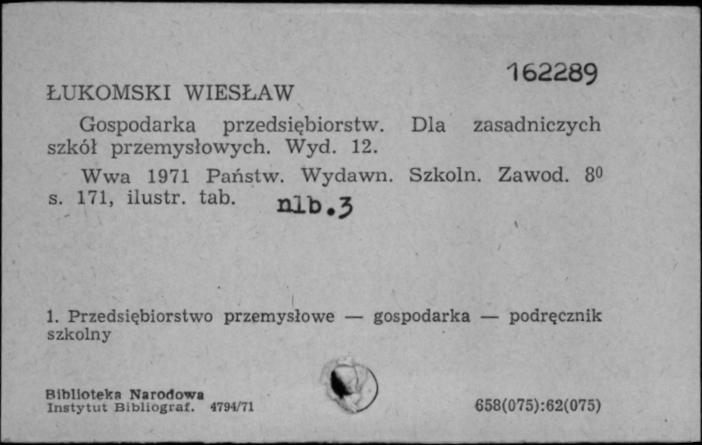 162289
ŁUKOMSKI WIESŁAW
Gospodarka przedsiębiorstw. Dla zasadniczych
szkół przemysłowych. Wyd. 12.
Wwa 1971 Państw. Wydawn. Szkoln. Zawod. 8⁰
s. 171, ilustr. tab. nlb.3
1. Przedsiębiorstwo przemysłowe — gospodarka — podręcznik
szkolny
Biblioteka Narodowa
Instytut Bibliograf. 4794/71
658(075):62(075)